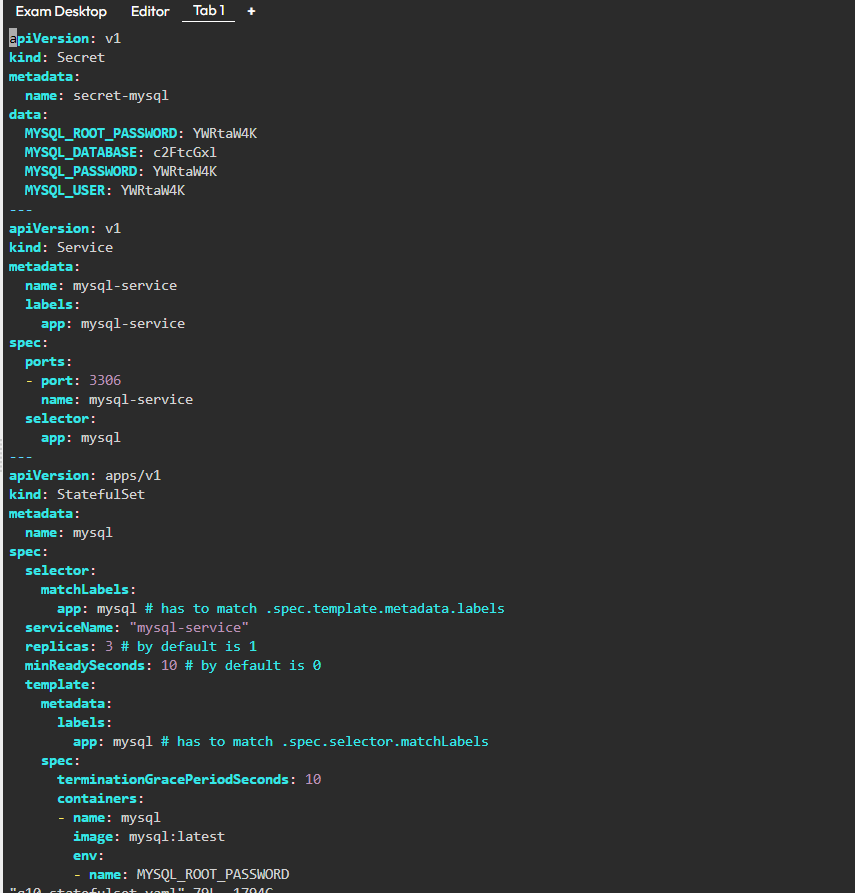 Exam Desktop Editor Tab 1 +
apiVersion: v1
kind: Secret
metadata:
  name: secret-mysql
data:
  MYSQL_ROOT_PASSWORD: YWRtaW4K
  MYSQL_DATABASE: c2FtcGxl
  MYSQL_PASSWORD: YWRtaW4K
  MYSQL_USER: YWRtaW4K
---
apiVersion: v1
kind: Service
metadata:
  name: mysql-service
  labels:
    app: mysql-service
spec:
  ports:
  - port: 3306
    name: mysql-service
  selector:
    app: mysql
---
apiVersion: apps/v1
kind: StatefulSet
metadata:
  name: mysql
spec:
  selector:
    matchLabels:
      app: mysql # has to match .spec.template.metadata.labels
  serviceName: "mysql-service"
  replicas: 3 # by default is 1
  minReadySeconds: 10 # by default is 0
  template:
    metadata:
      labels:
        app: mysql # has to match .spec.selector.matchLabels
    spec:
      terminationGracePeriodSeconds: 10
      containers:
      - name: mysql
        image: mysql:latest
        env:
        - name: MYSQL_ROOT_PASSWORD